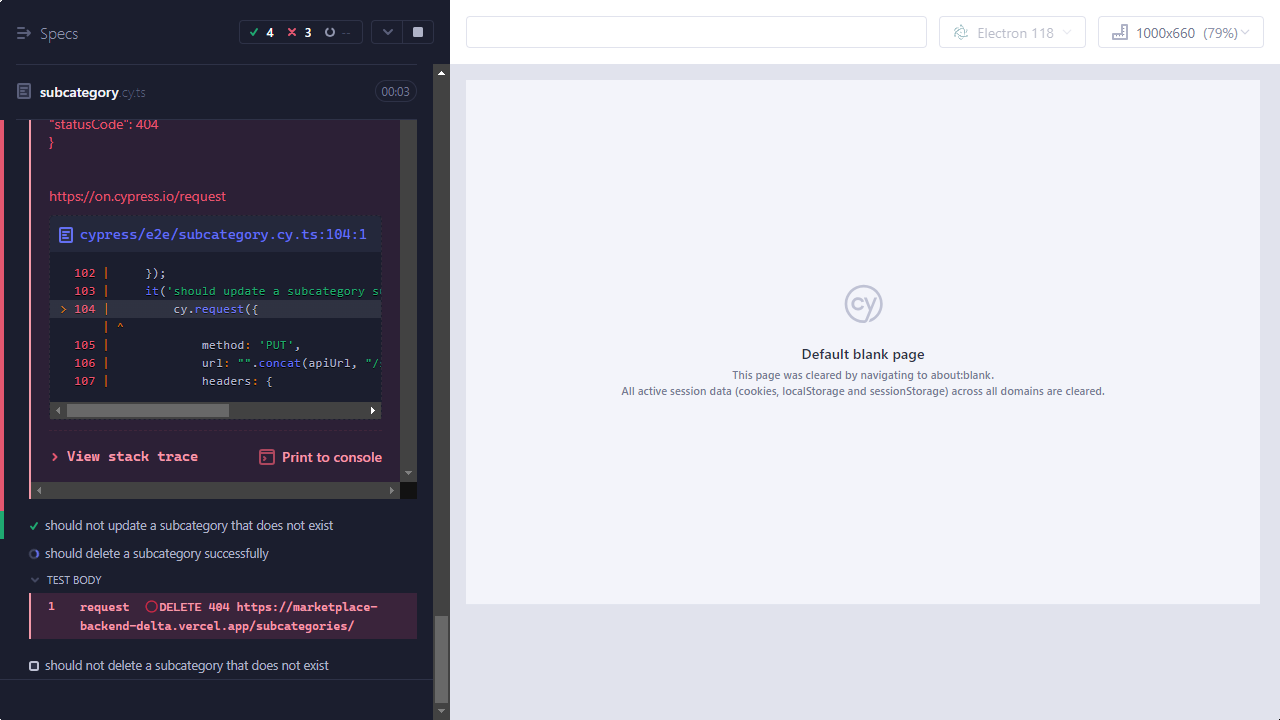 Specs
4 3 --
subcategory.cy.ts
00:03
"statusCode": 404
}
https://on.cypress.io/request
cypress/e2e/subcategory.cy.ts:104:1
102 |     });
103 |     it('should update a subcategory su
> 104 |         cy.request({
| ^
105 |             method: 'PUT',
106 |             url: "".concat(apiUrl, "/s
107 |             headers: {
View stack trace
Print to console
should not update a subcategory that does not exist
should delete a subcategory successfully
TEST BODY
1 request DELETE 404 https://marketplace-
backend-delta.vercel.app/subcategories/
should not delete a subcategory that does not exist
Electron 118
1000x660 (79%)
cy
Default blank page
This page was cleared by navigating to about:blank.
All active session data (cookies, localStorage and sessionStorage) across all domains are cleared.